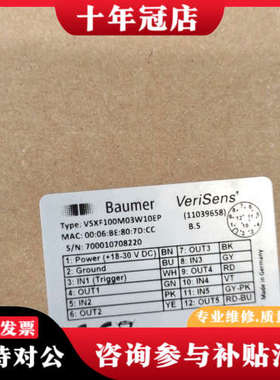 十年冠店
Baumer VeriSens
Type: VSXF100M03W10EP (11039658)
MAC: 00:06:BE:80:7D:CC B.5
S/N: 700010708220
1: Power (+18-30 V DC) BN 7: OUT3 BK
2: Ground WH 8: IN3 GY
3: IN1 (Trigger) GN 9: OUT4 RD
4: OUT1 PK 10: IN4 VT
5: IN2 YE 11: IN5 GY-PK
6: OUT2 12: OUT5 RD-BU
Made in Germany
专业维修.质量
特对公
咨询参与补贴